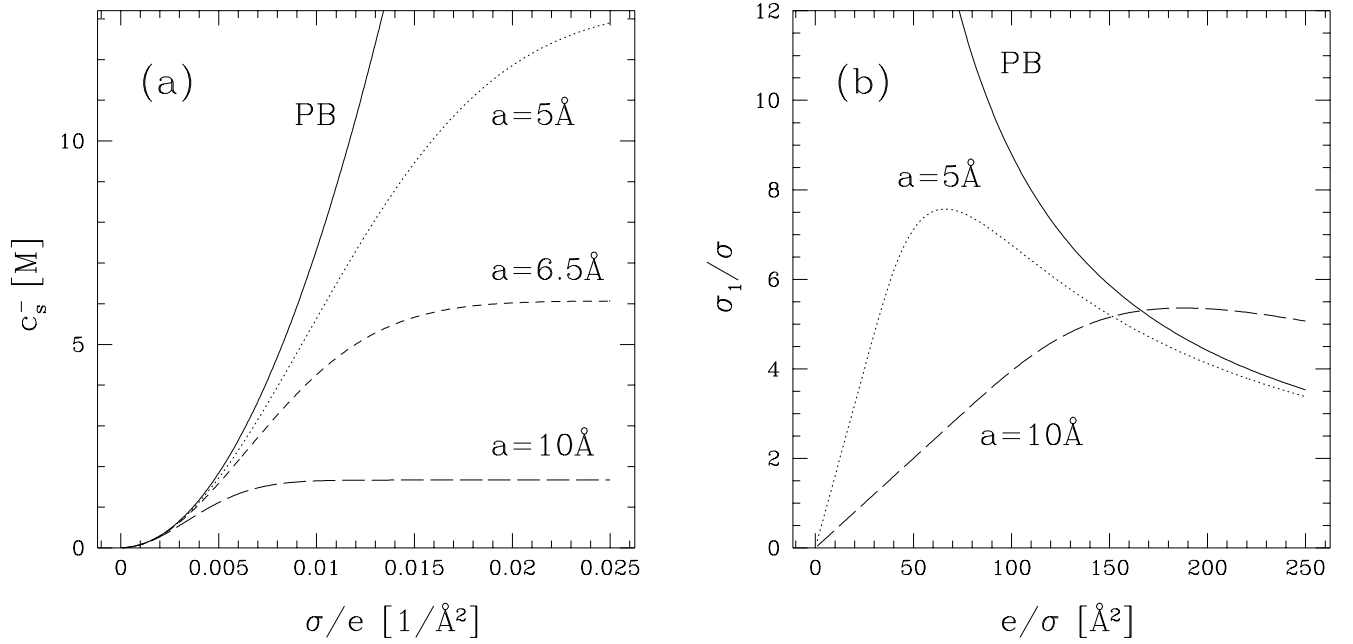 (a)
PB
a=5Å
a=6.5Å
a=10Å
10
5
0
c_s^- [M]
0 0.005 0.01 0.015 0.02 0.025
σ/e [1/Å²]
(b)
PB
a=5Å
a=10Å
12
10
8
6
4
2
0
σ₁/σ
0 50 100 150 200 250
e/σ [Å²]